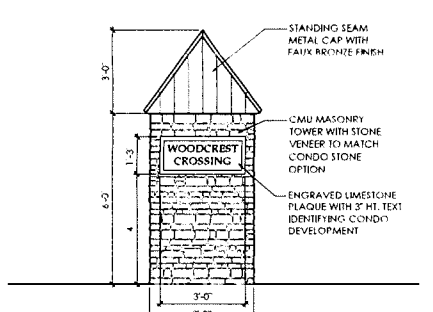 STANDING SEAM
METAL CAP WITH
FAUX BRONZE FINISH
3'-0"
CMU MASONRY
TOWER WITH STONE
VENEER TO MATCH
CONDO STONE
OPTION
WOODCREST
CROSSING
1'-3
6'-0
4
ENGRAVED LIMESTONE
PLAQUE WITH 3" HT. TEXT
IDENTIFYING CONDO
DEVELOPMENT
3'-0"